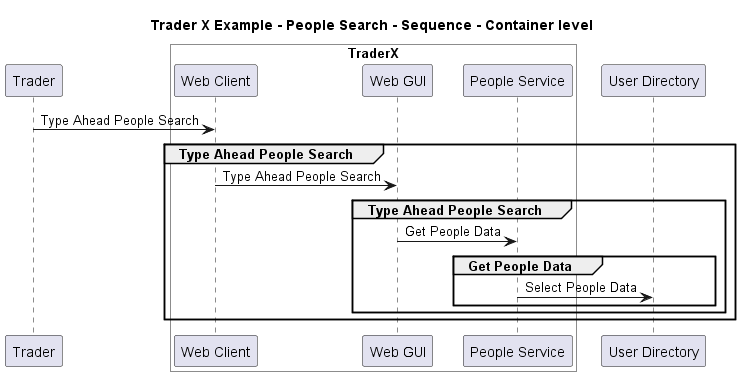 Trader X Example - People Search - Sequence - Container level
TraderX
Trader Web Client Web GUI People Service User Directory
Type Ahead People Search
Type Ahead People Search
Type Ahead People Search
Type Ahead People Search
Get People Data
Get People Data
Select People Data
Trader Web Client Web GUI People Service User Directory